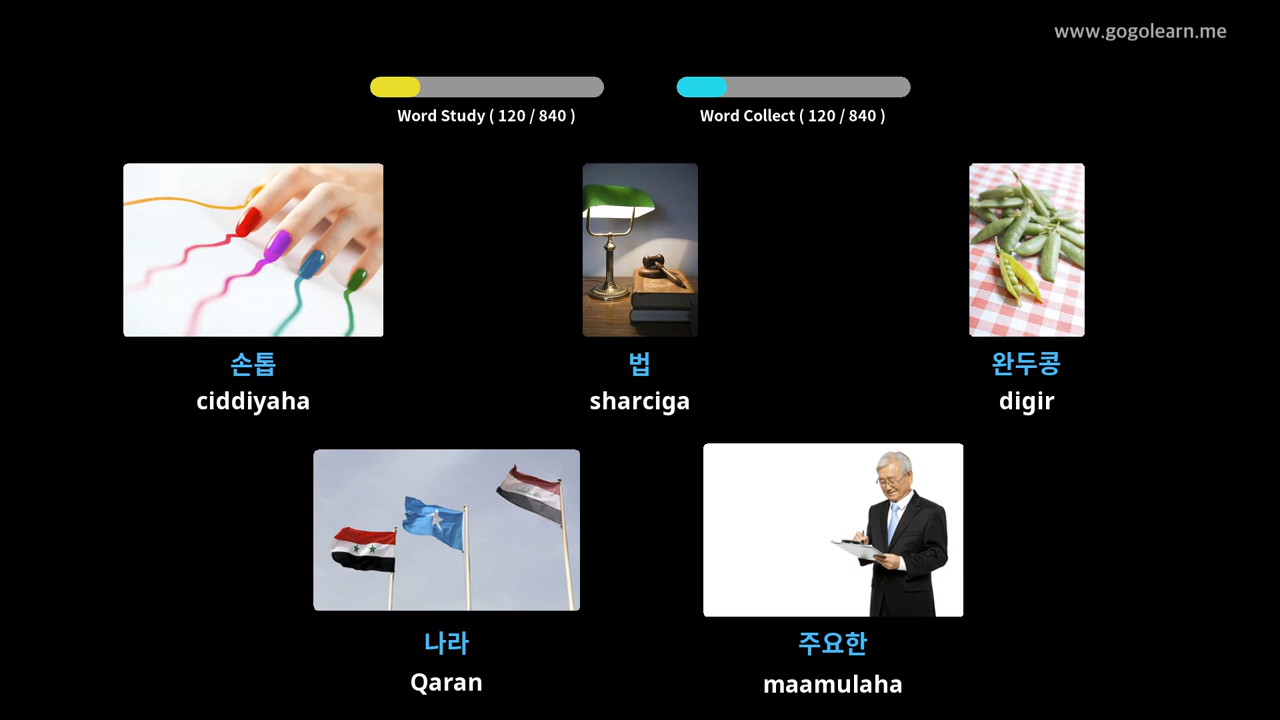 www.gogolearn.me
Word Study ( 120 / 840 )
Word Collect ( 120 / 840 )
손톱
ciddiyaha
법
sharciga
완두콩
digir
나라
Qaran
주요한
maamulaha